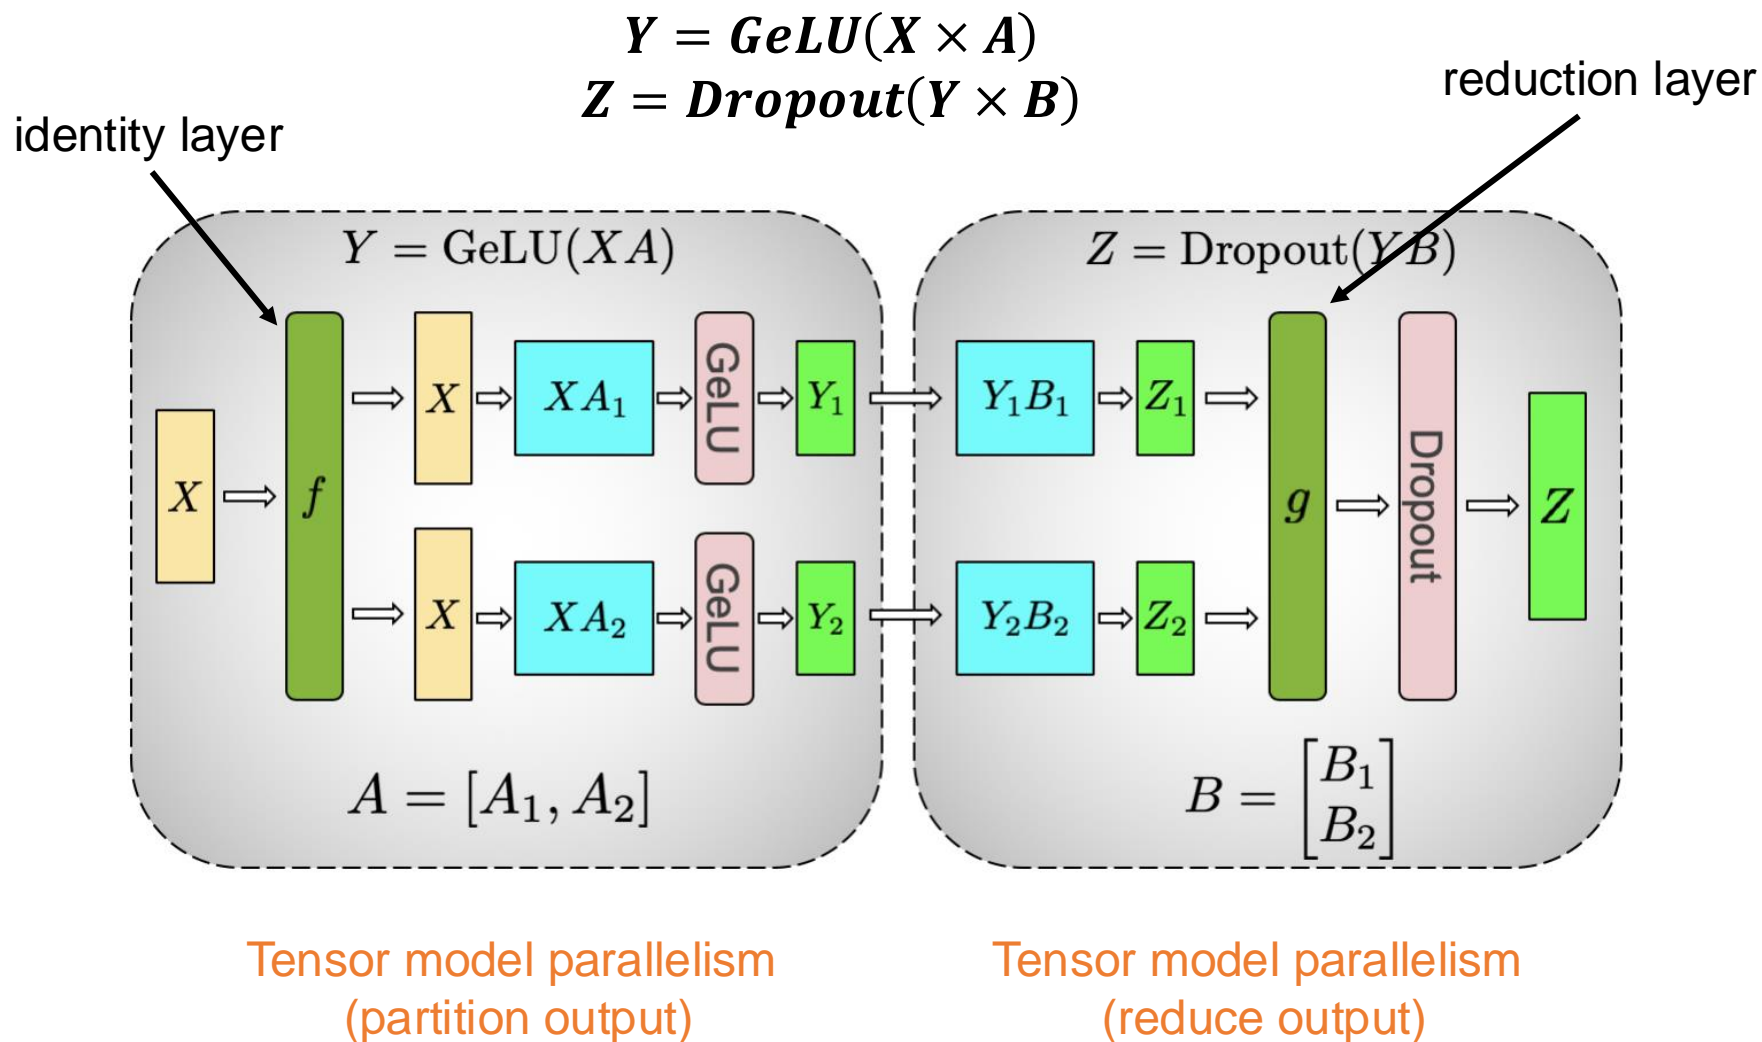 Y = GeLU(X × A)
Z = Dropout(Y × B)
identity layer
reduction layer
Y = GeLU(XA)
X
f
X
XA₁
GeLU
Y₁
X
XA₂
GeLU
Y₂
A = [A₁, A₂]
Z = Dropout(YB)
Y₁B₁
Z₁
Y₂B₂
Z₂
g
Dropout
Z
B = [B₁
B₂]
Tensor model parallelism
(partition output)
Tensor model parallelism
(reduce output)